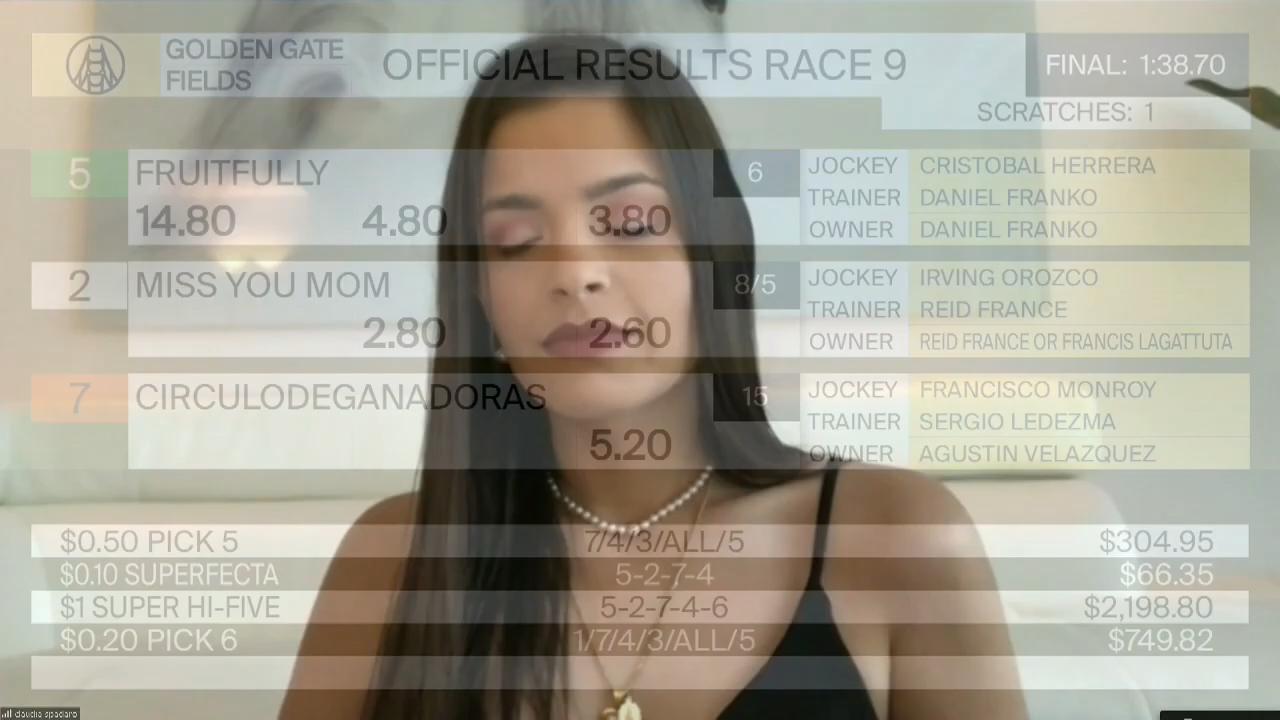 GOLDEN GATE FIELDS
OFFICIAL RESULTS RACE 9
FINAL: 1:38.70
SCRATCHES: 1
5 FRUITFULLY 6
14.80 4.80 3.80
JOCKEY CRISTOBAL HERRERA
TRAINER DANIEL FRANKO
OWNER DANIEL FRANKO
2 MISS YOU MOM 8/5
2.80 2.60
JOCKEY IRVING OROZCO
TRAINER REID FRANCE
OWNER REID FRANCE OR FRANCIS LAGATTUTA
7 CIRCULODEGANADORAS 15
5.20
JOCKEY FRANCISCO MONROY
TRAINER SERGIO LEDEZMA
OWNER AGUSTIN VELAZQUEZ
$0.50 PICK 5 7/4/3/ALL/5 $304.95
$0.10 SUPERFECTA 5-2-7-4 $66.35
$1 SUPER HI-FIVE 5-2-7-4-6 $2,198.80
$0.20 PICK 6 1/7/4/3/ALL/5 $749.82
claudia spadaro